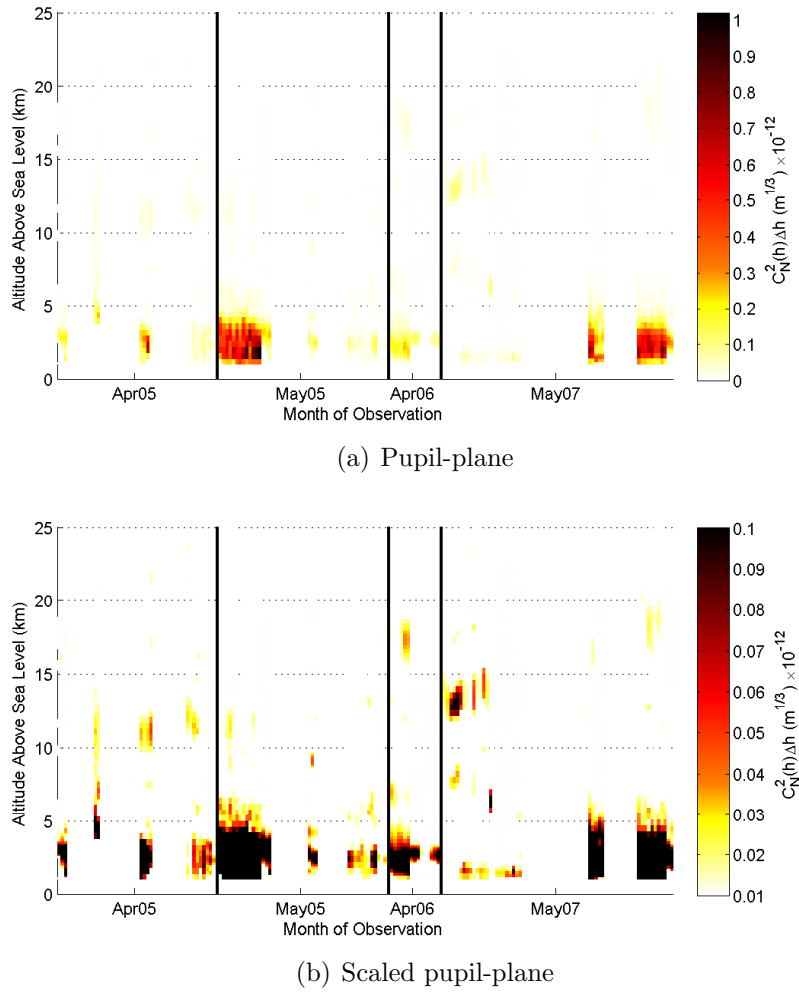 25
20
15
10
5
0
Altitude Above Sea Level (km)
Apr05
May05
Apr06
May07
Month of Observation
1
0.9
0.8
0.7
0.6
0.5
0.4
0.3
0.2
0.1
0
C²_N(h)Δh (m^1/3) ×10^-12
(a) Pupil-plane
25
20
15
10
5
0
Altitude Above Sea Level (km)
Apr05
May05
Apr06
May07
Month of Observation
0.1
0.09
0.08
0.07
0.06
0.05
0.04
0.03
0.02
0.01
C²_N(h)Δh (m^1/3) ×10^-12
(b) Scaled pupil-plane